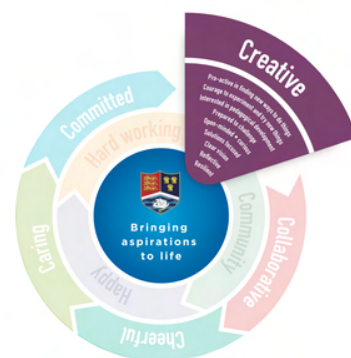 Creative
Pro-active in finding new ways to do things
Courage to experiment and try new things
Interested in pedagogical development
Prepared to challenge
Open-minded • curious
Solutions focused
Clear vision
Reflective
Resilient
Committed
Hard working
Bringing
aspirations
to life
Community
Collaborative
Caring
Happy
Cheerful